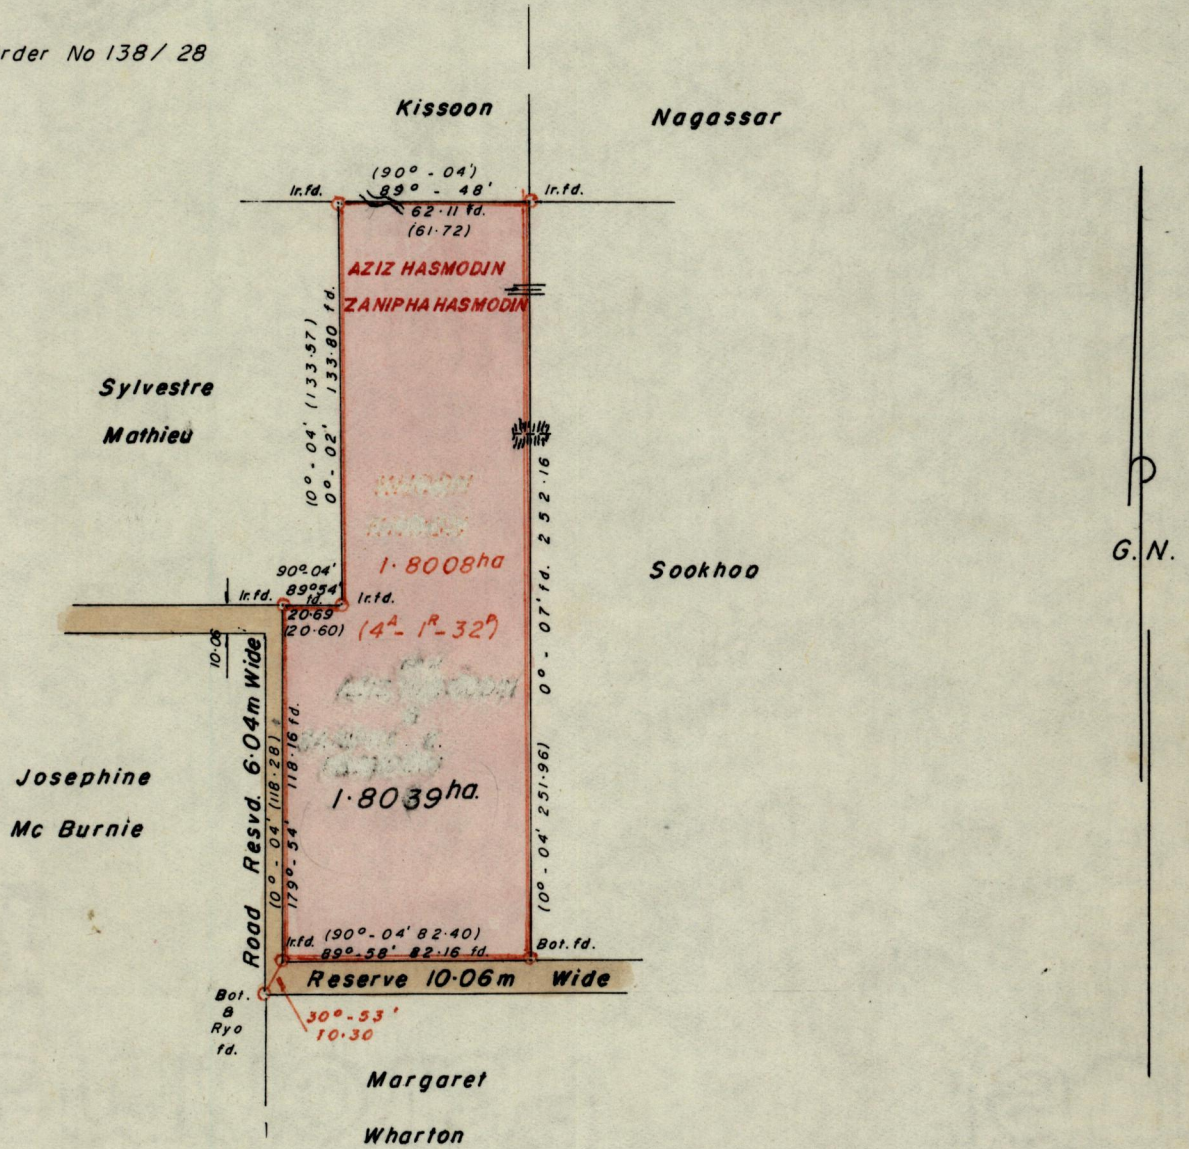 rder No 138/ 28
Kissoon
Nagassar
(90° - 04')
Ir.fd.
89° - 48'
Ir.fd.
62·11 fd.
(61·72)
AZIZ HASMODIN
ZANIPHA HASMODIN
(0° - 04' (133·57)
0° - 02' 133·80 fd.
Sylvestre
Mathieu
1·8008ha
(4A- 1R- 32P)
90°-04'
89°54'
fd.
20·69
(20·60)
Ir.fd.
Ir.fd.
10·06
Sookhoo
0° - 07' fd. 252·16
(0° - 04' 251·96)
G.N.
Road Resvd. 6·04m Wide
(0° - 04' (118·28)
179° - 54' 118·16 fd.
Josephine
Mc Burnie
1·8039ha.
Ir.fd.
(90° - 04' 82·40)
89° - 58' 82·16 fd.
Bot. fd.
Reserve 10·06m Wide
Bot.
&
Ryo
fd.
30° - 53'
10·30
Margaret
Wharton